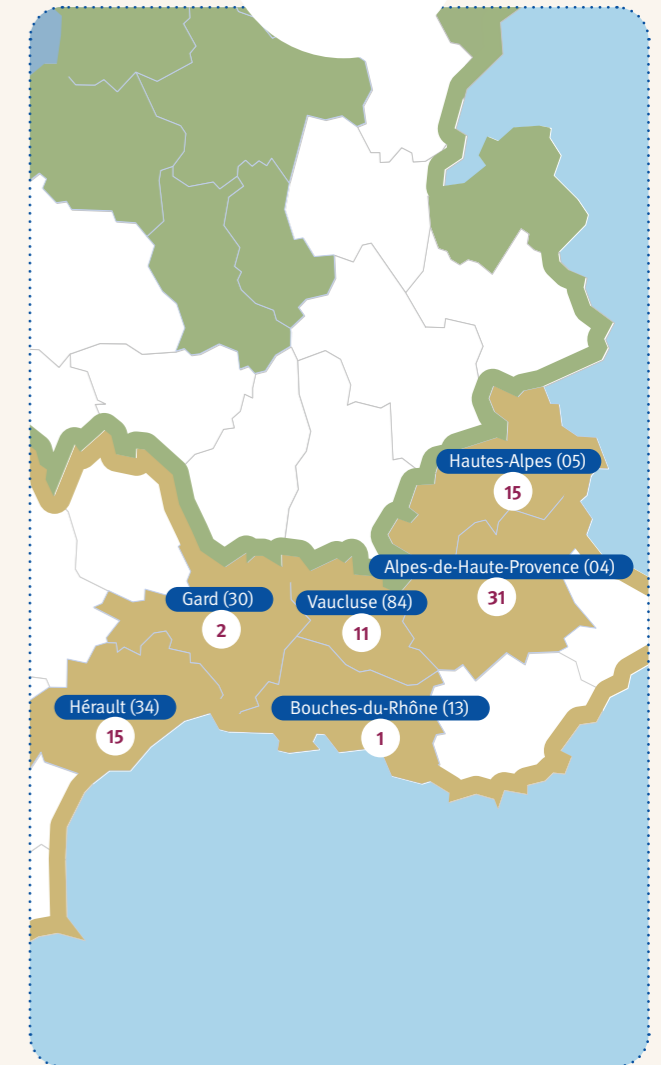 Hautes-Alpes (05)
15
Alpes-de-Haute-Provence (04)
31
Gard (30)
2
Vaucluse (84)
11
Hérault (34)
15
Bouches-du-Rhône (13)
1